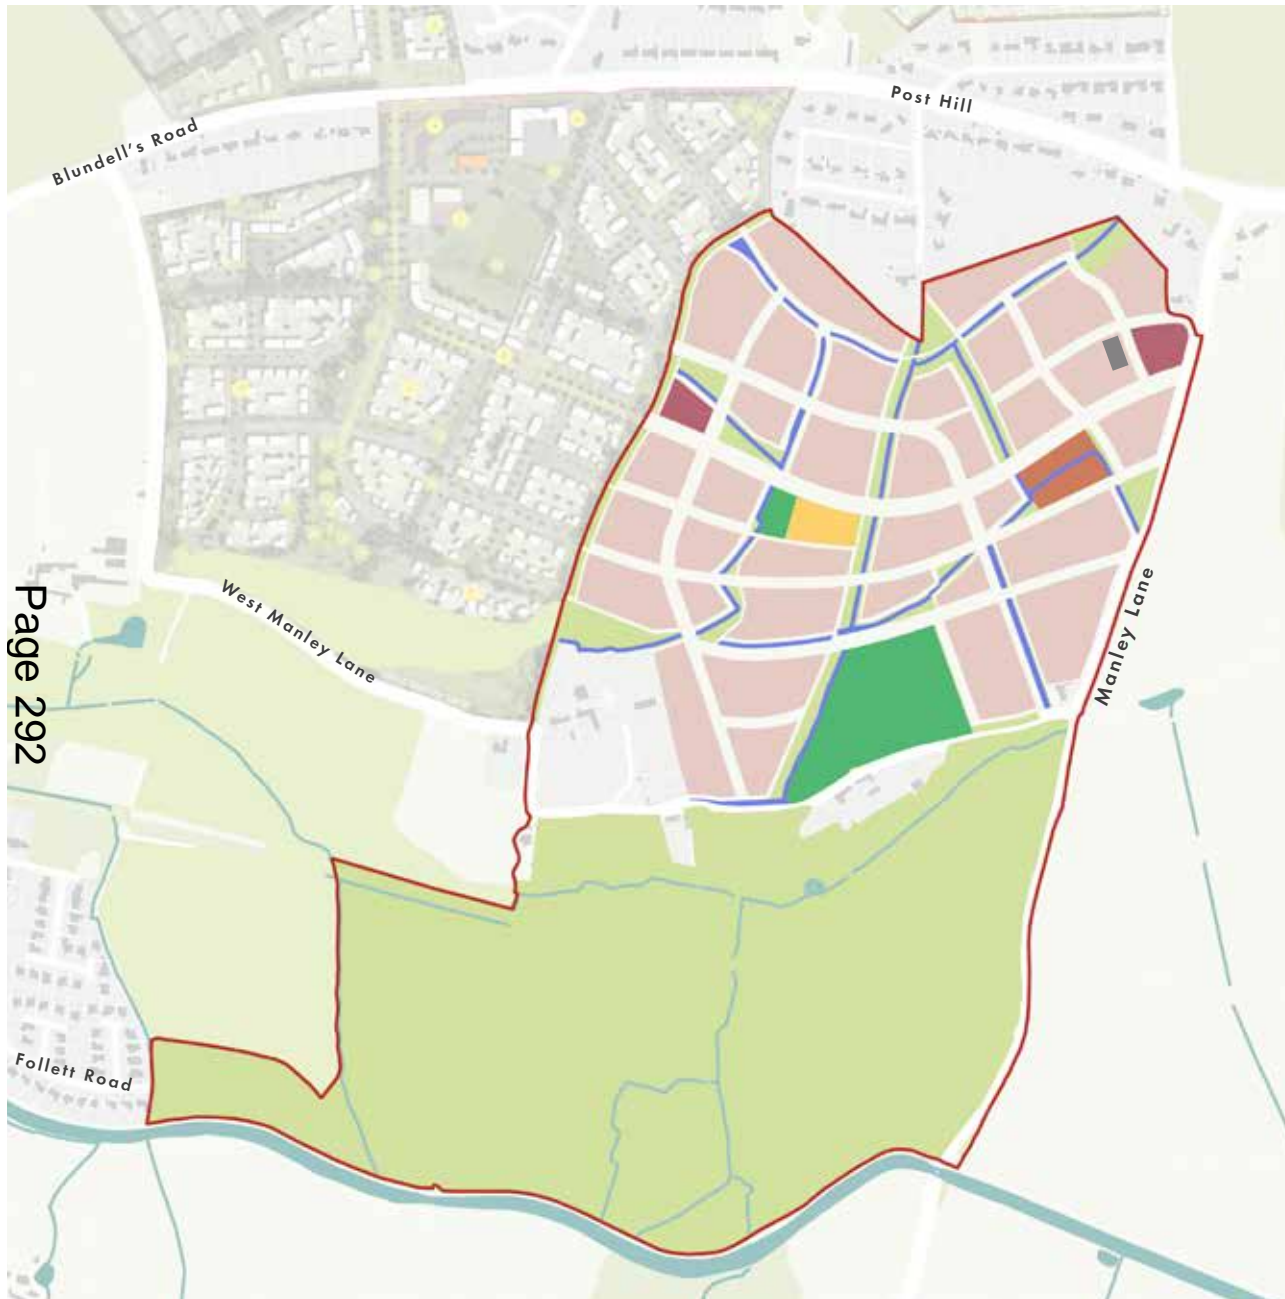 Post Hill
Blundell's Road
West Manley Lane
Manley Lane
Page 292
Follett Road